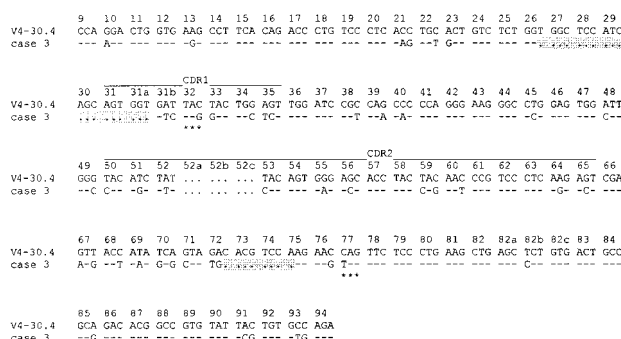 9 10 11 12 13 14 15 16 17 18 19 20 21 22 23 24 25 26 27 28 29
V4-30.4 CCA GGA CTG GTG AAG CCT TCA CAG ACC CTG TCC CTC ACC TGC ACT GTC TCT GGT GGC TCC ATC
case 3 --- -A- --- --- -G- --- --- --- --- --- --- --- -AG -T- -G- --- ---
CDR1
30 31 31a 31b 32 33 34 35 36 37 38 39 40 41 42 43 44 45 46 47 48
V4-30.4 AGC AGT GGT GAT TAC TAC TGG AGT TGG ATC CGC CAG CCC CCA GGG AAG GGC CTG GAG TGG ATT
case 3 -TC --G G-- -C TC- --- --- --T -A- -A- --- --- --- --- -C- --- --- --C
***
CDR2
49 50 51 52 52a 52b 52c 53 54 55 56 57 58 59 60 61 62 63 64 65 66
V4-30.4 GGG TAC ATC TAT ... ... ... TAC AGT GGG AGC ACC TAC TAC AAC CCG TCC CTC AAG AGT CGA
case 3 --C C-- -G- -T- ... ... ... C-- --- --A -A- --- C-G --T --- --- --- -G- --C --- ---
67 68 69 70 71 72 73 74 75 76 77 78 79 80 81 82 82a 82b 82c 83 84
V4-30.4 GTT ACC ATA TCA GTA GAC ACG TCC AAG AAC CAG TTC TCC CTG AAG CTG AGC TCT GTG ACT GCC
case 3 A-G --T -A- -G- -C TG --G T-- --- --- --- --- --- --- C-- --- --- ---
***
85 86 87 88 89 90 91 92 93 94
V4-30.4 GCA GAC ACG GCC GTG TAT TAC TGT GCC AGA
case 3 --G --- --- --- --- --- -CG --- -TG ---